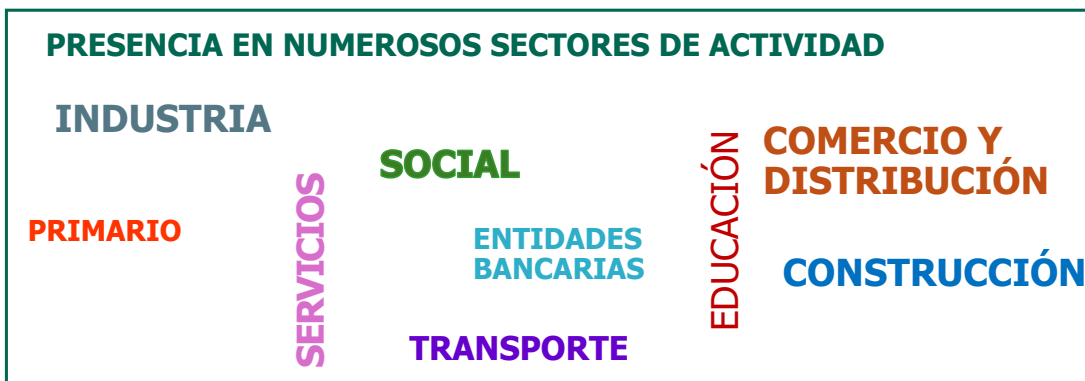 PRESENCIA EN NUMEROSOS SECTORES DE ACTIVIDAD
INDUSTRIA
SOCIAL
EDUCACIÓN
COMERCIO Y
DISTRIBUCIÓN
PRIMARIO
SERVICIOS
ENTIDADES
BANCARIAS
CONSTRUCCIÓN
TRANSPORTE